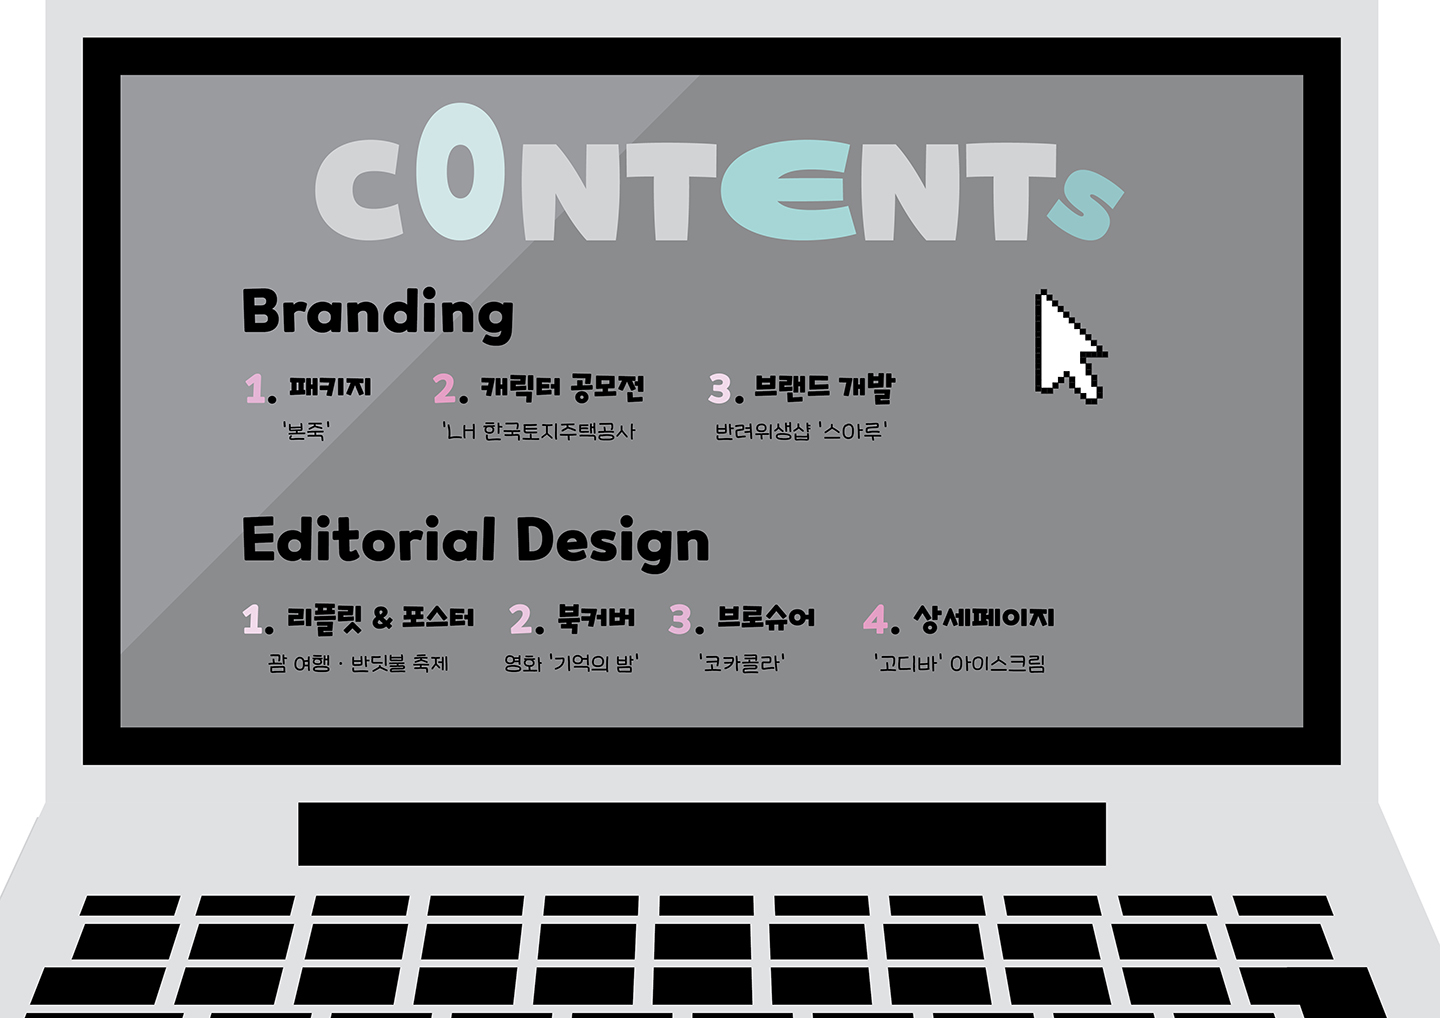 CONTENTs
Branding
1. 패키지 2. 캐릭터 공모전 3. 브랜드 개발
'본죽' 'LH 한국토지주택공사 반려위생샵 '스아루'
Editorial Design
1. 리플릿 & 포스터 2. 북커버 3. 브로슈어 4. 상세페이지
괌 여행 · 반딧불 축제 영화 '기억의 밤' '코카콜라' '고디바' 아이스크림